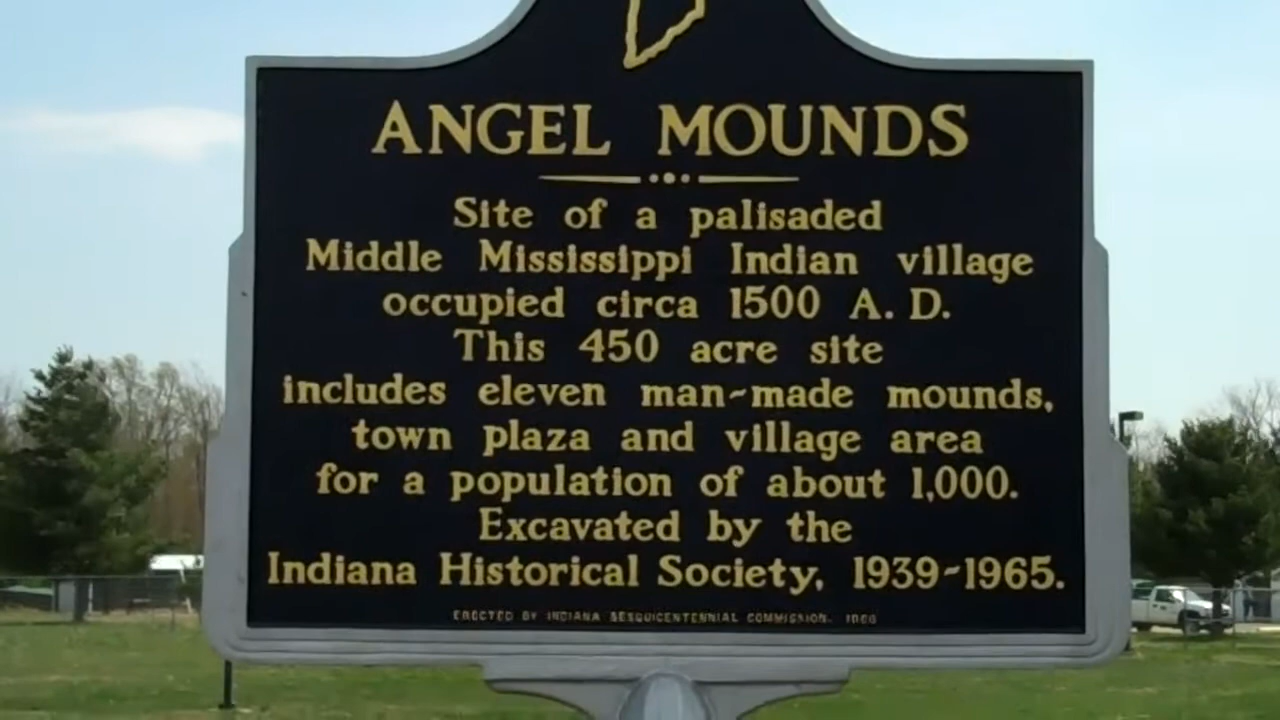 ANGEL MOUNDS
Site of a palisaded
Middle Mississippi Indian village
occupied circa 1500 A. D.
This 450 acre site
includes eleven man-made mounds,
town plaza and village area
for a population of about 1,000.
Excavated by the
Indiana Historical Society, 1939-1965.
ERECTED BY INDIANA SESQUICENTENNIAL COMMISSION,